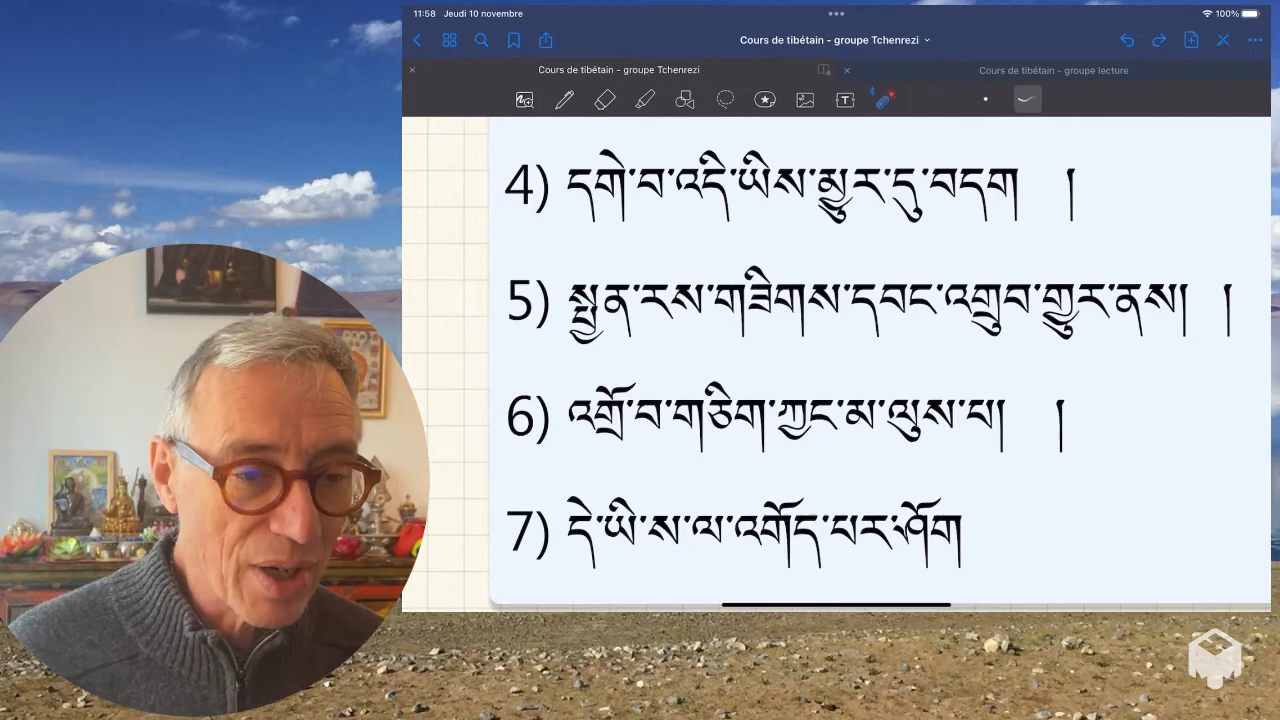 11:58 Jeudi 10 novembre
100%
Cours de tibétain - groupe Tchenrezi
Cours de tibétain - groupe Tchenrezi
Cours de tibétain - groupe lecture
4) དགེ་བ་འདི་ཡིས་མྱུར་དུ་བདག །
5) སྤྱན་རས་གཟིགས་དབང་འགྲུབ་གྱུར་ནས། །
6) འགྲོ་བ་གཅིག་ཀྱང་མ་ལུས་པ། །
7) དེ་ཡི་ས་ལ་འགོད་པར་ཤོག